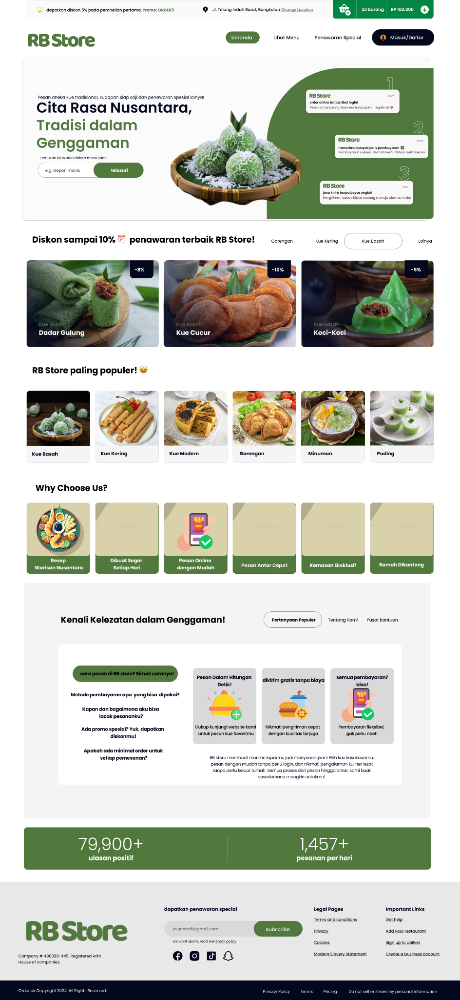 dapatkan diskon 5% pada pembelian pertama, Promo: ORDER5
Jl. Telang Indah Barat, Bangkalan Change Location
23 barang
RP 100.000
RB Store
beranda
Lihat Menu
Penawaran Special
Masuk/Daftar
Pesan aneka kue tradisional, kudapan siap saji dan penawaran spesial lainya!
Cita Rasa Nusantara,
Tradisi dalam
Genggaman
Temukan kelezatan dalam menu kami
e.g. klepon manis
telusuri
1
RB Store
now
order online tanpa ribet login!
Pesanan langsung diproses tanpa perlu registrasi
2
RB Store
now
menerima banyak jenis pembayaran
Pembayaran sukses! Nikmati kemudahan bertransaksi
3
RB Store
now
jasa kirim tanpa bayar ongkir!
Pengiriman bebas biaya sedang menuju alamat Anda!
Diskon sampai 10% 🎊 penawaran terbaik RB Store!
Gorengan
Kue Kering
Kue Basah
Lainya
-8%
Kue Basah
Dadar Gulung
-10%
Kue Basah
Kue Cucur
-5%
Kue Basah
Koci-Koci
RB Store paling populer! 🤩
Kue Basah
Kue Kering
Kue Modern
Gorengan
Minuman
Puding
Why Choose Us?
Unsplash+
Unsplash+
Unsplash+
Unsplash+
Resep
Warisan Nusantara
Dibuat Segar
Setiap Hari
Pesan Online
dengan Mudah
Pesan Antar Cepat
Kemasan Eksklusif
Ramah Dikantong
Kenali Kelezatan dalam Genggaman!
Pertanyaan Populer
Tentang Kami
Pusat Bantuan
cara pesan di RB store? Simak caranya!
Metode pembayaran apa yang bisa dipakai?
Kapan dan bagaimana aku bisa
lacak pesananku?
Ada promo spesial? Yuk, dapatkan
diskonmu!
Apakah ada minimal order untuk
setiap pemesanan?
Pesan Dalam Hitungan
Detik!
Cukup kunjungi website kami
untuk pesan kue favoritmu
dikirim gratis tanpa biaya
Nikmati pengiriman cepat
dengan kualitas terjaga
semua pembayaran?
bisa!
Pembayaran fleksibel,
gak perlu ribet!
RB store membuat momen laparmu jadi menyenangkan! Pilih kue kesukaanmu,
pesan dengan mudah tanpa perlu login, dan nikmati pengalaman kuliner lezat
tanpa perlu keluar rumah. Semua proses dari pesan hingga antar, kami buat
sesederhana mungkin untukmu!
79,900+
ulasan positif
1,457+
pesanan per hari
RB Store
Company # 490039-445, Registered with
House of companies.
dapatkan penawaran special
youremail@gmail.com
Subscribe
we wont spam, read our email policy
Legal Pages
Terms and conditions
Privacy
Cookies
Modern Slavery Statement
Important Links
Get help
Add your restaurant
Sign up to deliver
Create a business account
Order.uk Copyright 2024, All Rights Reserved.
Privacy Policy
Terms
Pricing
Do not sell or share my personal information